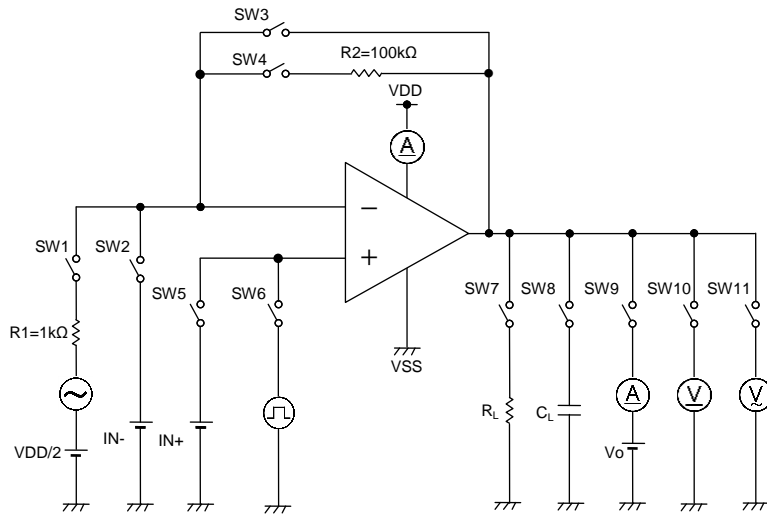 SW3
SW4
R2=100kΩ
VDD
A
−
+
SW1
SW2
SW5
SW6
SW7
SW8
SW9
SW10
SW11
R1=1kΩ
VSS
VDD/2
IN-
IN+
RL
CL
A
V
V
Vo